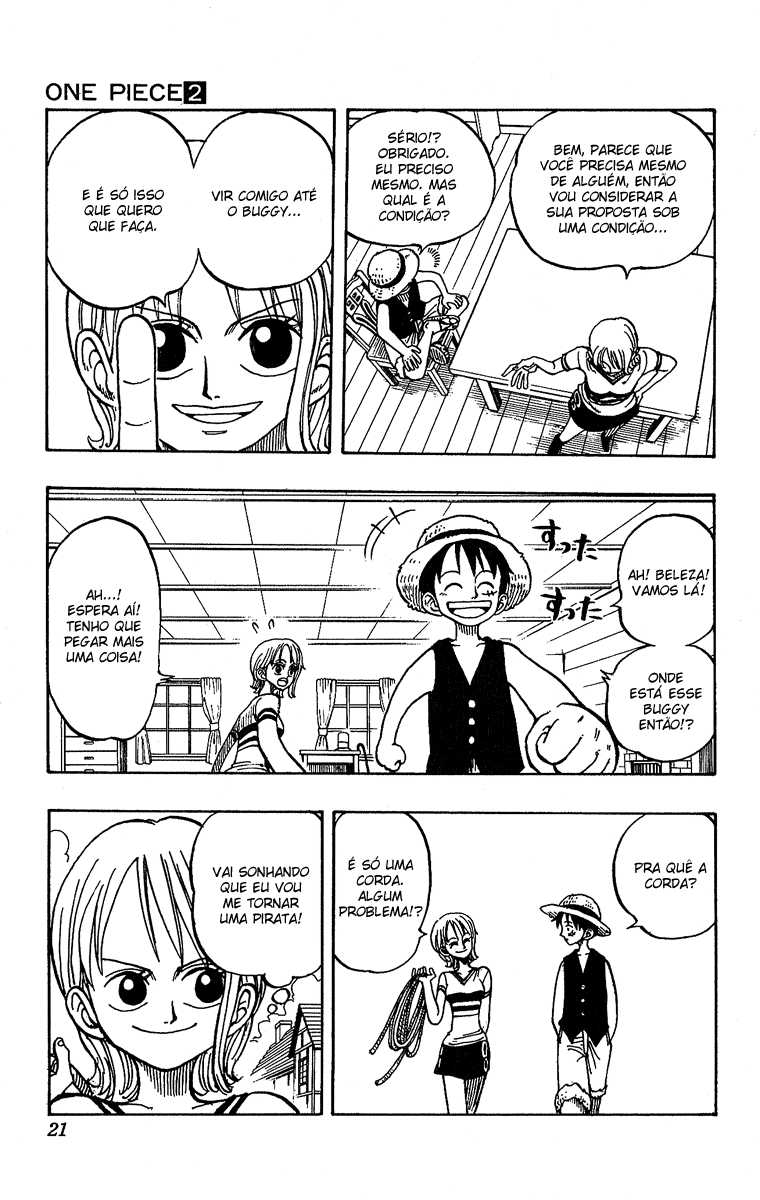 ONE PIECE 2
BEM, PARECE QUE
VOCÊ PRECISA MESMO
DE ALGUÉM, ENTÃO
VOU CONSIDERAR A
SUA PROPOSTA SOB
UMA CONDIÇÃO...
SÉRIO!?
OBRIGADO.
EU PRECISO
MESMO. MAS
QUAL É A
CONDIÇÃO?
VIR COMIGO ATÉ
O BUGGY...
E É SÓ ISSO
QUE QUERO
QUE FAÇA.
AH! BELEZA!
VAMOS LÁ!
すった
すった
ONDE
ESTÁ ESSE
BUGGY
ENTÃO!?
AH...!
ESPERA AÍ!
TENHO QUE
PEGAR MAIS
UMA COISA!
PRA QUÊ A
CORDA?
É SÓ UMA
CORDA.
ALGUM
PROBLEMA!?
VAI SONHANDO
QUE EU VOU
ME TORNAR
UMA PIRATA!
21